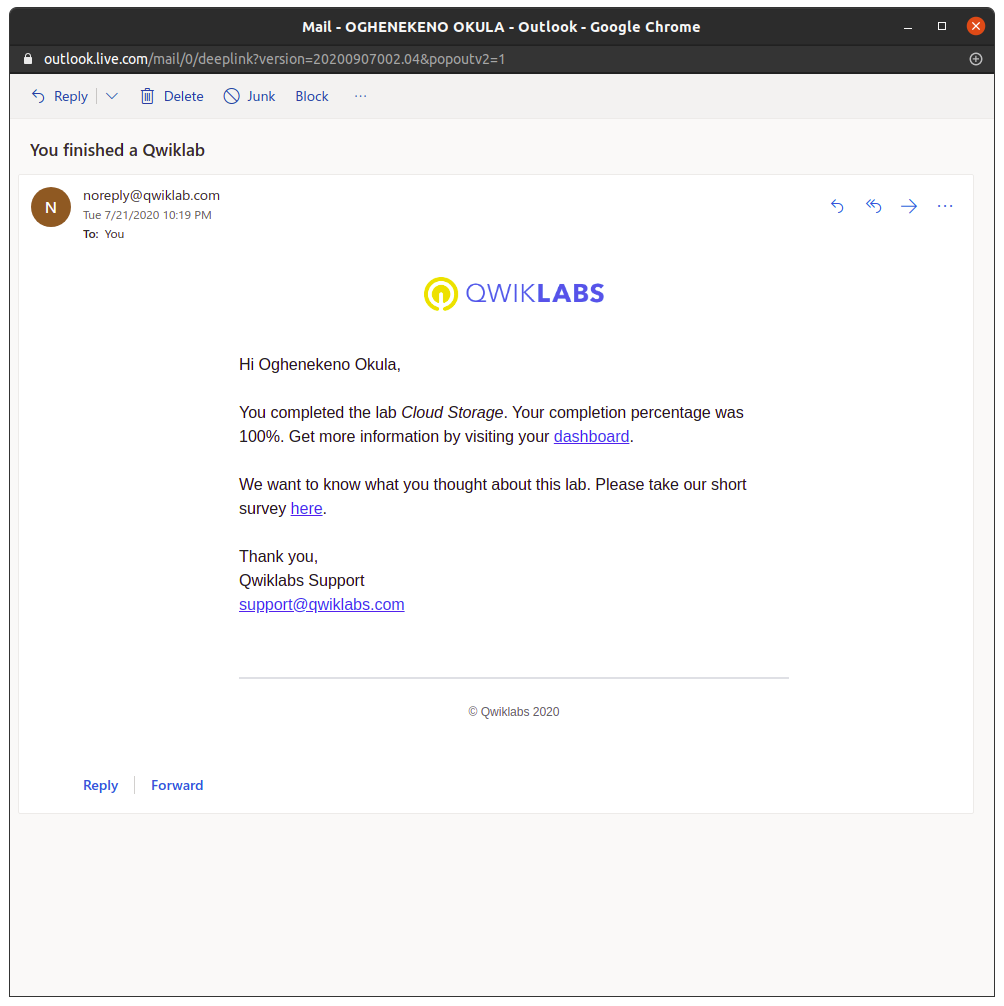 Mail - OGHENEKENO OKULA - Outlook - Google Chrome
outlook.live.com/mail/0/deeplink?version=20200907002.04&popoutv2=1
Reply Delete Junk Block ···
You finished a Qwiklab
N
noreply@qwiklab.com
Tue 7/21/2020 10:19 PM
To: You
QWIKLABS
Hi Oghenekeno Okula,
You completed the lab Cloud Storage. Your completion percentage was
100%. Get more information by visiting your dashboard.
We want to know what you thought about this lab. Please take our short
survey here.
Thank you,
Qwiklabs Support
support@qwiklabs.com
© Qwiklabs 2020
Reply Forward